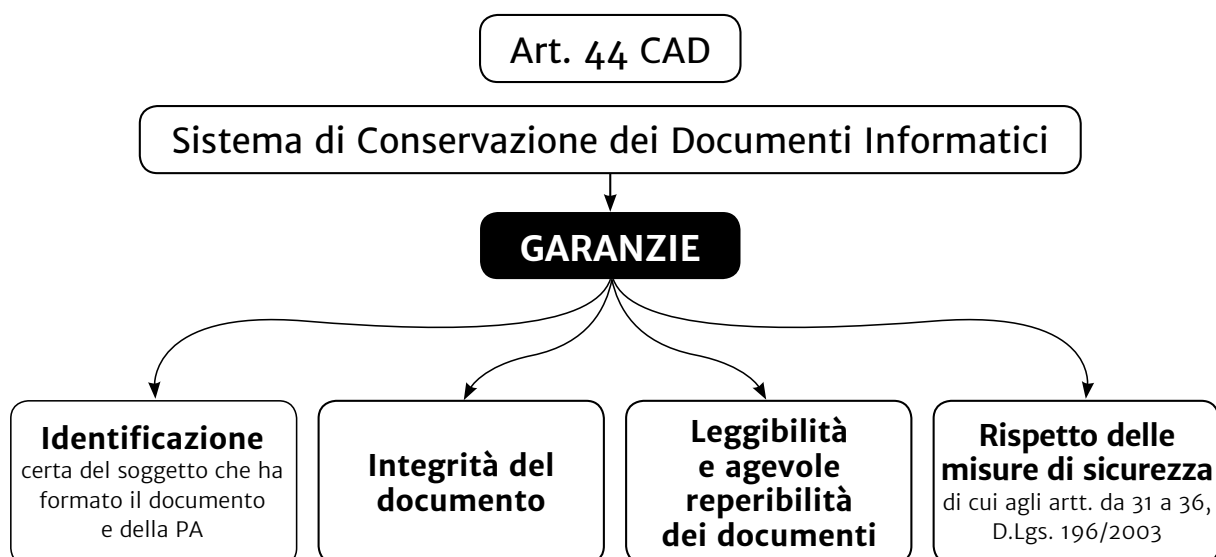 Art. 44 CAD
Sistema di Conservazione dei Documenti Informatici
GARANZIE
Identificazione
certa del soggetto che ha
formato il documento
e della PA
Integrità del
documento
Leggibilità
e agevole
reperibilità
dei documenti
Rispetto delle
misure di sicurezza
di cui agli artt. da 31 a 36,
D.Lgs. 196/2003